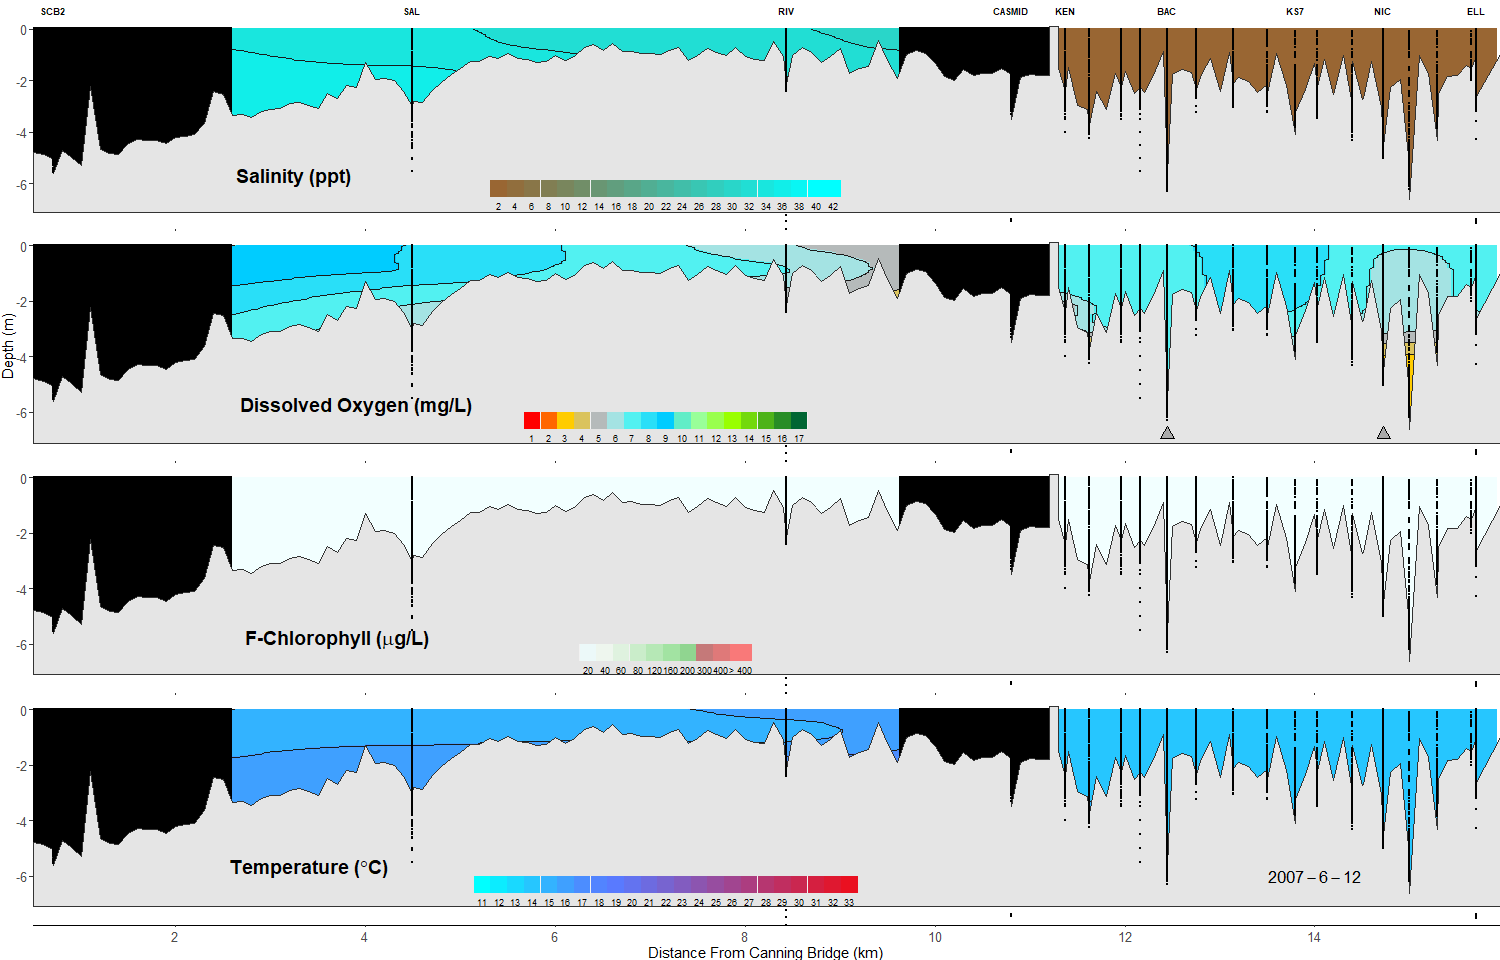 SCB2 SAL RIV CASMID KEN BAC KS7 NIC ELL
0
-2
-4
-6
Salinity (ppt)
2 4 6 8 10 12 14 16 18 20 22 24 26 28 30 32 34 36 38 40 42
0
-2
-4
-6
Dissolved Oxygen (mg/L)
1 2 3 4 5 6 7 8 9 10 11 12 13 14 15 16 17
Depth (m)
0
-2
-4
-6
F-Chlorophyll (μg/L)
20 40 60 80 120 160 200 300 400 > 400
0
-2
-4
-6
Temperature (°C)
11 12 13 14 15 16 17 18 19 20 21 22 23 24 25 26 27 28 29 30 31 32 33
2007 – 6 – 12
2 4 6 8 10 12 14
Distance From Canning Bridge (km)